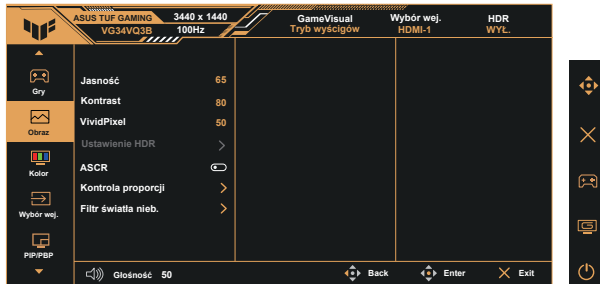 ASUS TUF GAMING 3440 x 1440 GameVisual Wybór wej. HDR
VG34VQ3B 100Hz Tryb wyścigów HDMI-1 WYŁ.
Gry
Obraz
Kolor
Wybór wej.
PIP/PBP
Jasność 65
Kontrast 80
VividPixel 50
Ustawienie HDR
ASCR
Kontrola proporcji
Filtr światła nieb.
Głośność 50 Back Enter Exit